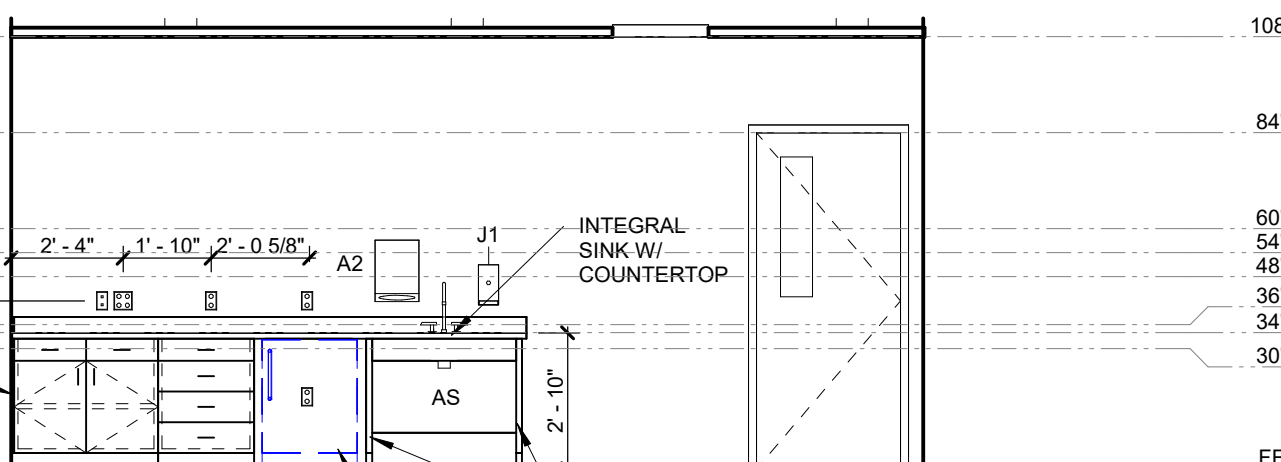 108
84"
60"
54"
48"
36"
34"
30"
2' - 4"
1' - 10"
2' - 0 5/8"
A2
J1
INTEGRAL
SINK W/
COUNTERTOP
AS
2' - 10"